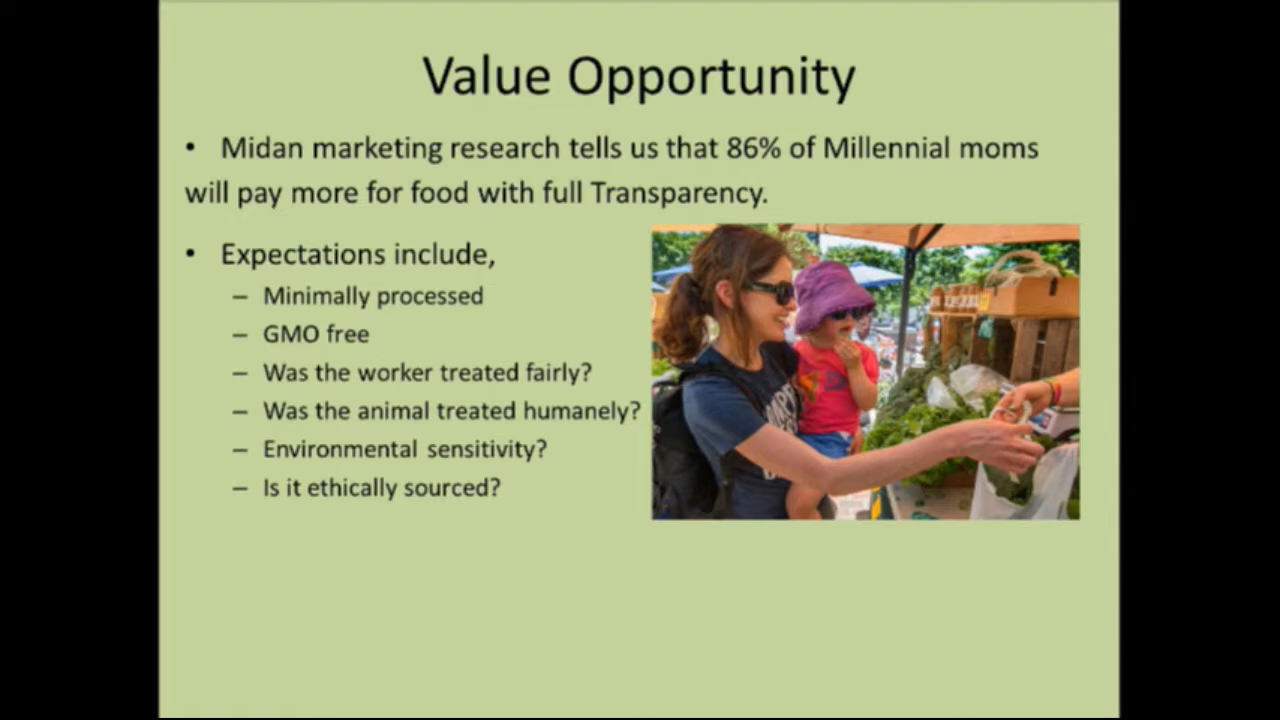 Value Opportunity
• Midan marketing research tells us that 86% of Millennial moms
will pay more for food with full Transparency.
• Expectations include,
– Minimally processed
– GMO free
– Was the worker treated fairly?
– Was the animal treated humanely?
– Environmental sensitivity?
– Is it ethically sourced?